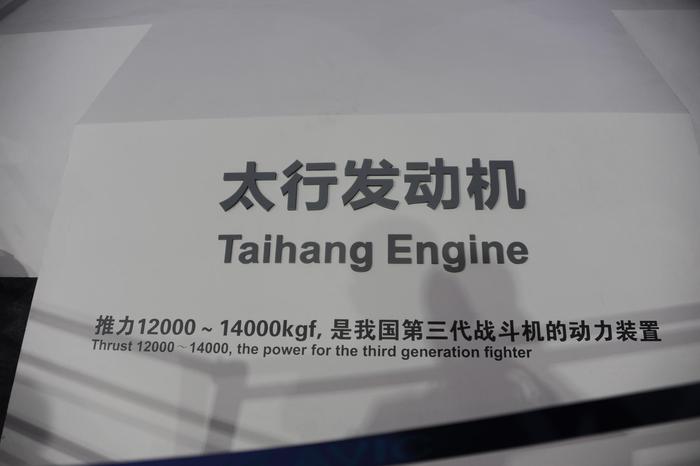 太行发动机
Taihang Engine
推力12000 ~ 14000kgf, 是我国第三代战斗机的动力装置
Thrust 12000~14000, the power for the third generation fighter